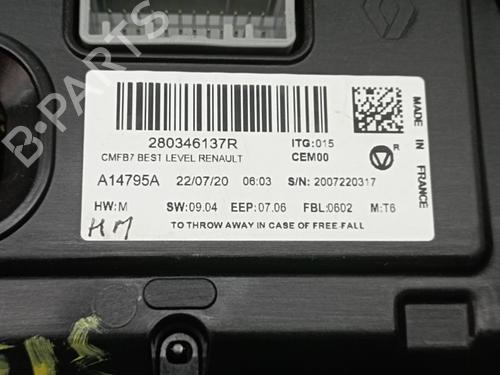 B-PARTS
280346137R
ITG:015
CMFB7 BEST LEVEL RENAULT
CEM00
R
A14795A 22/07/20 06:03 S/N: 2007220317
HW:M SW:09.04 EEP:07.06 FBL:0602 M:T6
HM
TO THROW AWAY IN CASE OF FREE-FALL
MADE IN FRANCE